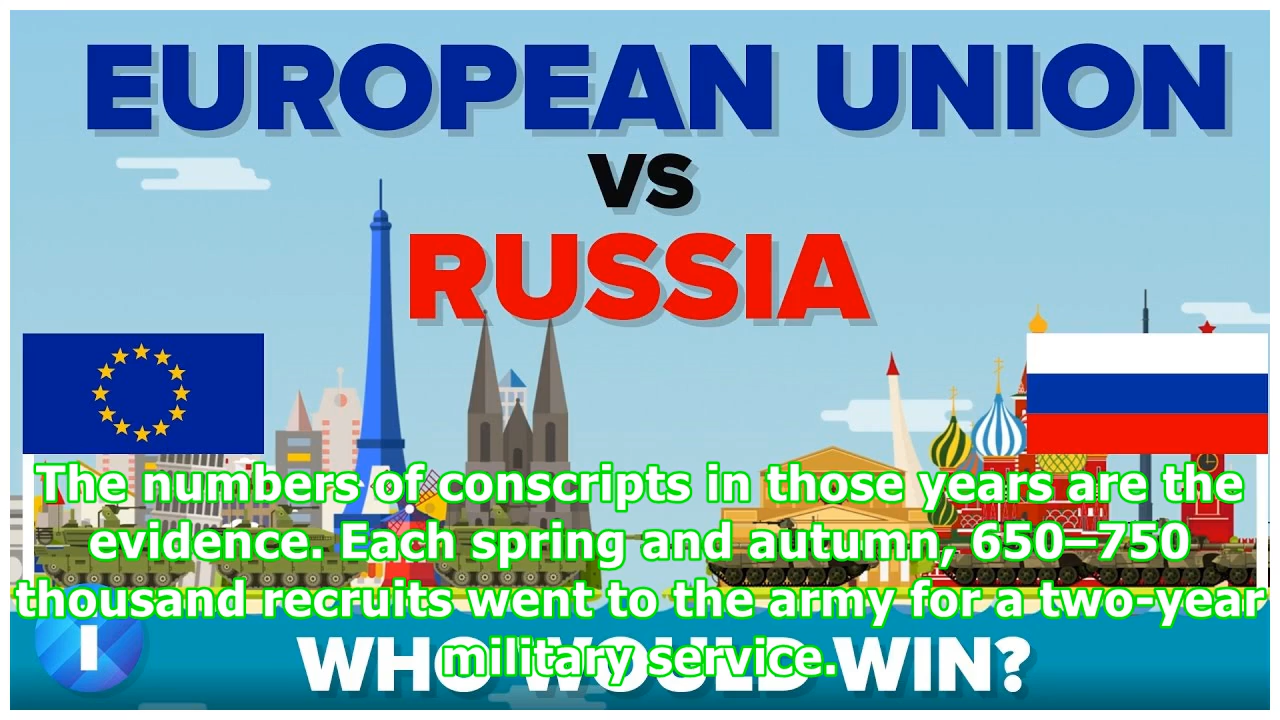 EUROPEAN UNION
VS
RUSSIA
The numbers of conscripts in those years are the
evidence. Each spring and autumn, 650—750
thousand recruits went to the army for a two-year
military service.
I
WHO WOULD WIN?